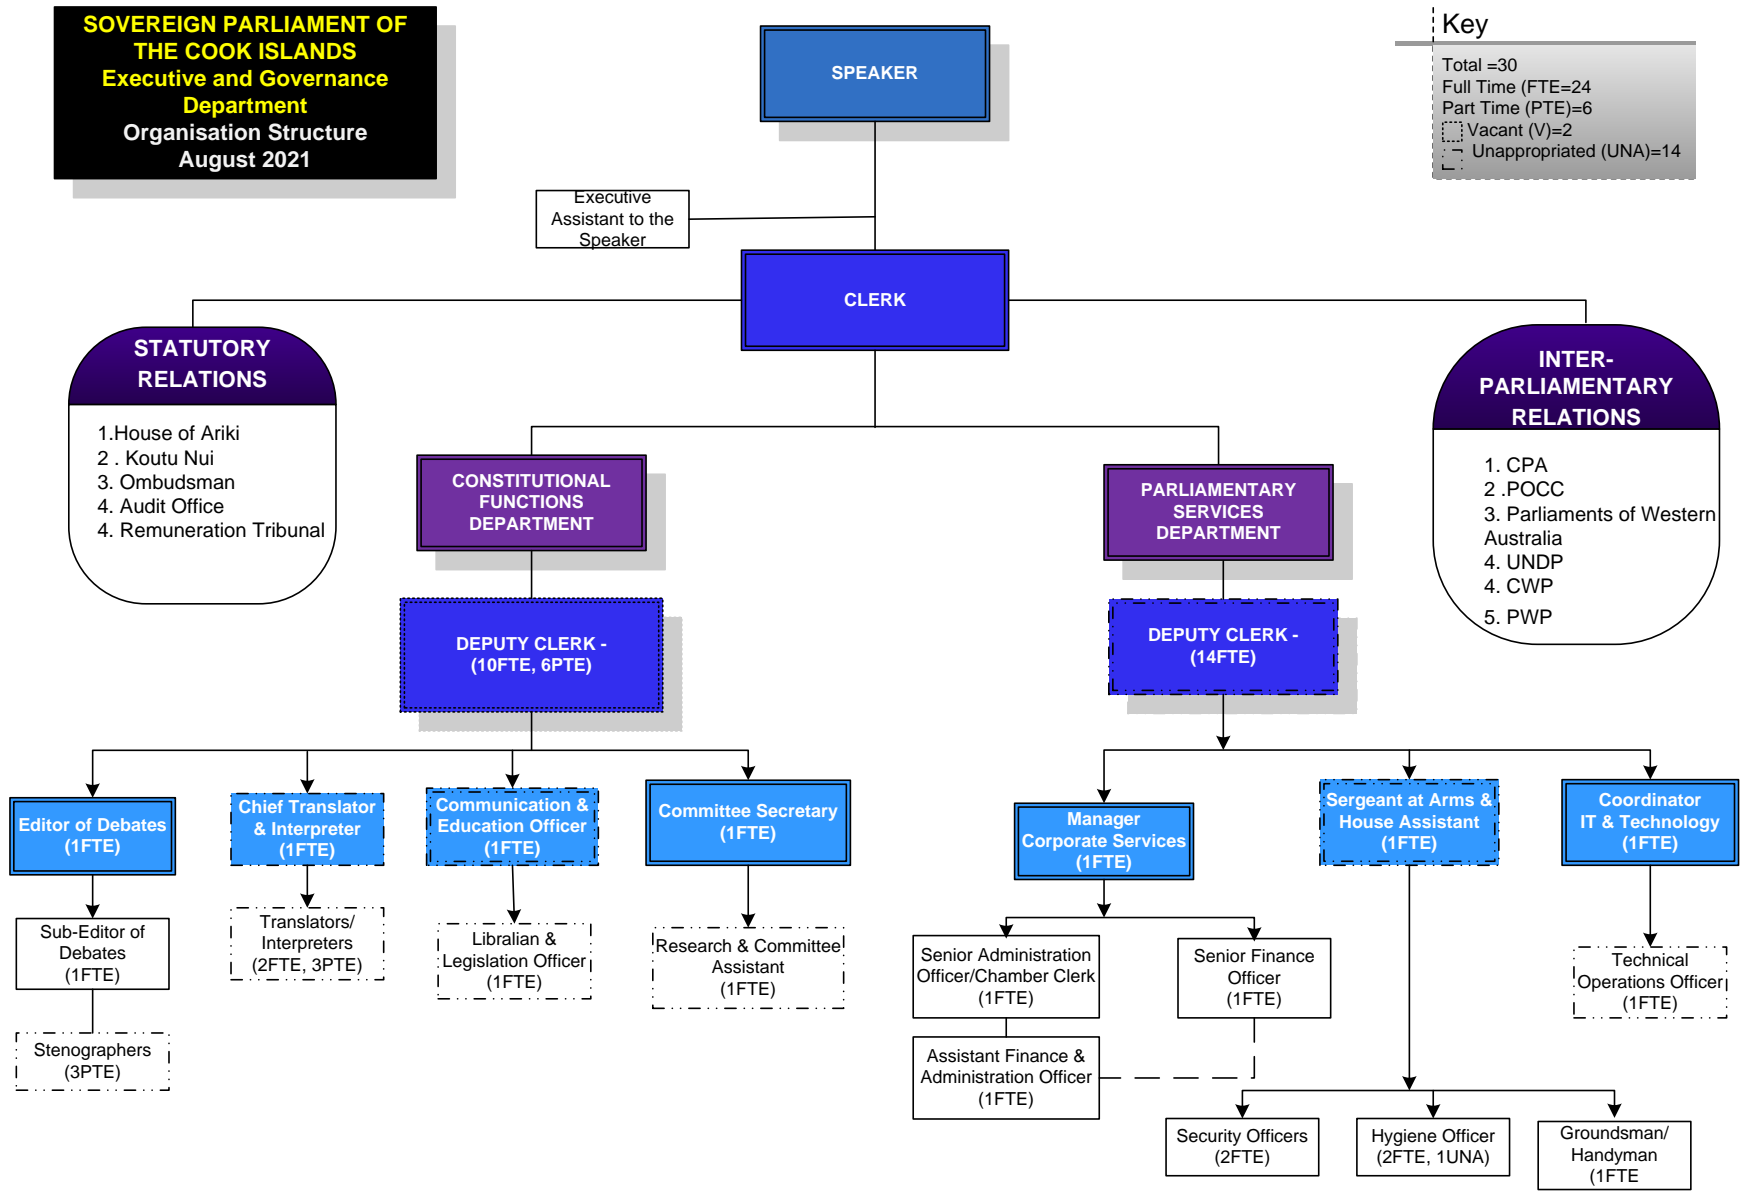 SOVEREIGN PARLIAMENT OF
THE COOK ISLANDS
Executive and Governance
Department
Organisation Structure
August 2021
SPEAKER
Key
Total =30
Full Time (FTE=24
Part Time (PTE)=6
Vacant (V)=2
Unappropriated (UNA)=14
Executive
Assistant to the
Speaker
CLERK
STATUTORY
RELATIONS
1.House of Ariki
2 . Koutu Nui
3. Ombudsman
4. Audit Office
4. Remuneration Tribunal
INTER-
PARLIAMENTARY
RELATIONS
1. CPA
2 .POCC
3. Parliaments of Western
Australia
4. UNDP
4. CWP
5. PWP
CONSTITUTIONAL
FUNCTIONS
DEPARTMENT
PARLIAMENTARY
SERVICES
DEPARTMENT
DEPUTY CLERK -
(10FTE, 6PTE)
DEPUTY CLERK -
(14FTE)
Editor of Debates
(1FTE)
Chief Translator
& Interpreter
(1FTE)
Communication &
Education Officer
(1FTE)
Committee Secretary
(1FTE)
Manager
Corporate Services
(1FTE)
Sergeant at Arms &
House Assistant
(1FTE)
Coordinator
IT & Technology
(1FTE)
Sub-Editor of
Debates
(1FTE)
Translators/
Interpreters
(2FTE, 3PTE)
Libralian &
Legislation Officer
(1FTE)
Research & Committee
Assistant
(1FTE)
Senior Administration
Officer/Chamber Clerk
(1FTE)
Senior Finance
Officer
(1FTE)
Technical
Operations Officer
(1FTE)
Stenographers
(3PTE)
Assistant Finance &
Administration Officer
(1FTE)
Security Officers
(2FTE)
Hygiene Officer
(2FTE, 1UNA)
Groundsman/
Handyman
(1FTE